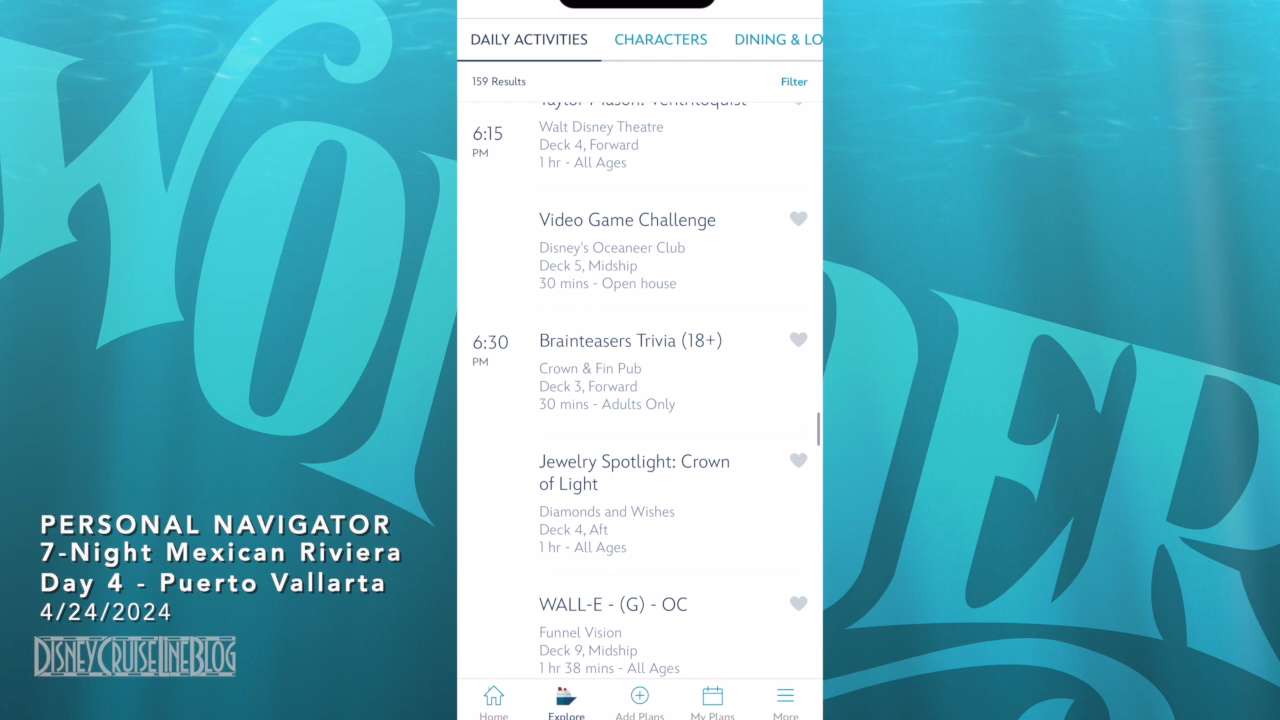 WONDER
DAILY ACTIVITIES
CHARACTERS
DINING & LO
159 Results
Filter
Taylor Mason: Ventriloquist
6:15
PM
Walt Disney Theatre
Deck 4, Forward
1 hr - All Ages
Video Game Challenge
Disney's Oceaneer Club
Deck 5, Midship
30 mins - Open house
6:30
PM
Brainteasers Trivia (18+)
Crown & Fin Pub
Deck 3, Forward
30 mins - Adults Only
Jewelry Spotlight: Crown
of Light
Diamonds and Wishes
Deck 4, Aft
1 hr - All Ages
WALL-E - (G) - OC
Funnel Vision
Deck 9, Midship
1 hr 38 mins - All Ages
Home
Explore
Add Plans
My Plans
More
PERSONAL NAVIGATOR
7-Night Mexican Riviera
Day 4 - Puerto Vallarta
4/24/2024
DISNEYCRUISELINEBLOG